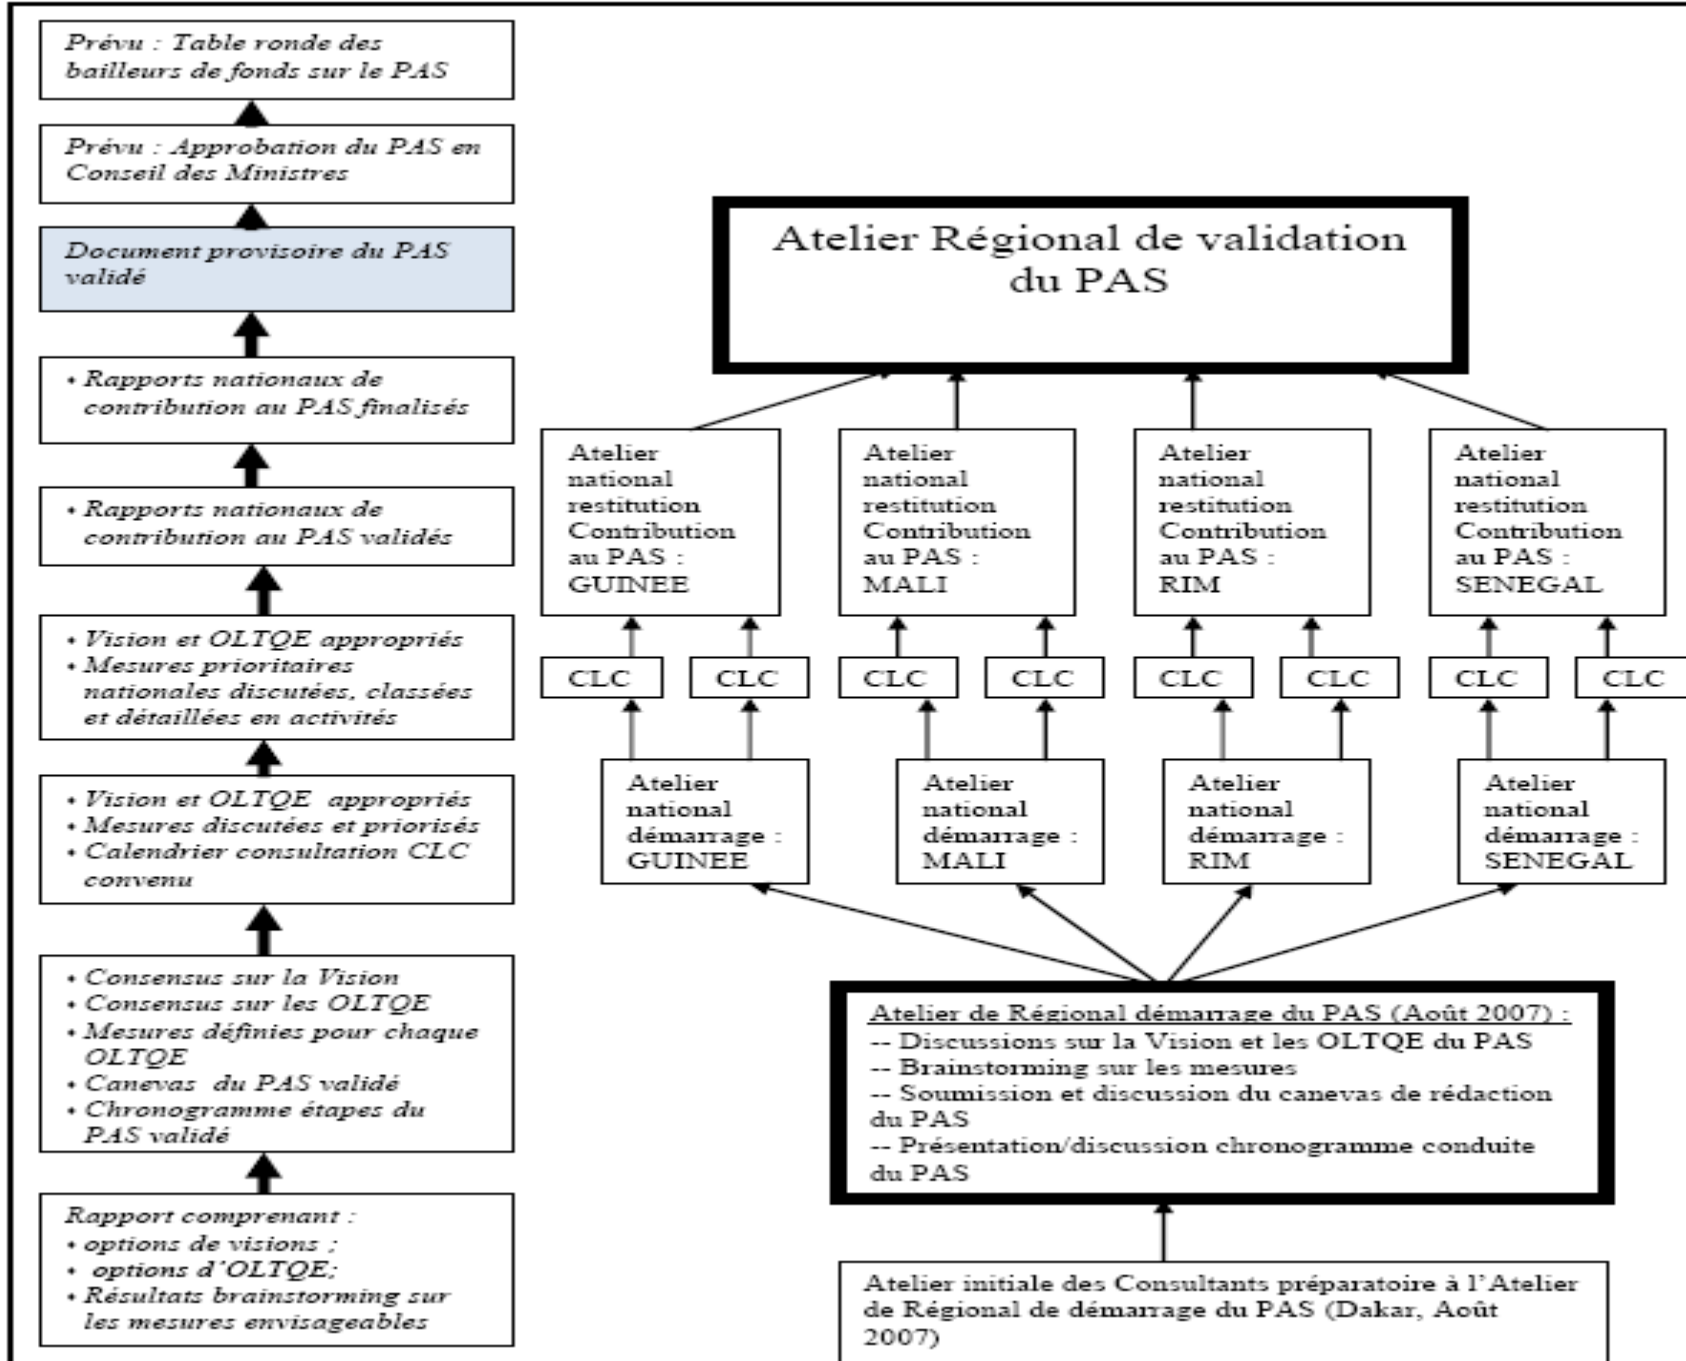 Prévu : Table ronde des
bailleurs de fonds sur le PAS
Prévu : Approbation du PAS en
Conseil des Ministres
Document provisoire du PAS
validé
• Rapports nationaux de
contribution au PAS finalisés
• Rapports nationaux de
contribution au PAS validés
• Vision et OLTQE appropriés
• Mesures prioritaires
nationales discutées, classées
et détaillées en activités
• Vision et OLTQE appropriés
• Mesures discutées et priorisés
• Calendrier consultation CLC
convenu
• Consensus sur la Vision
• Consensus sur les OLTQE
• Mesures définies pour chaque
OLTQE
• Canevas du PAS validé
• Chronogramme étapes du
PAS validé
Rapport comprenant :
• options de visions ;
• options d'OLTQE;
• Résultats brainstorming sur
les mesures envisageables
Atelier Régional de validation
du PAS
Atelier
national
restitution
Contribution
au PAS :
GUINEE
Atelier
national
restitution
Contribution
au PAS :
MALI
Atelier
national
restitution
Contribution
au PAS :
RIM
Atelier
national
restitution
Contribution
au PAS :
SENEGAL
CLC
CLC
CLC
CLC
CLC
CLC
CLC
CLC
Atelier
national
démarrage :
GUINEE
Atelier
national
démarrage :
MALI
Atelier
national
démarrage :
RIM
Atelier
national
démarrage :
SENEGAL
Atelier de Régional démarrage du PAS (Août 2007) :
-- Discussions sur la Vision et les OLTQE du PAS
-- Brainstorming sur les mesures
-- Soumission et discussion du canevas de rédaction
du PAS
-- Présentation/discussion chronogramme conduite
du PAS
Atelier initiale des Consultants préparatoire à l'Atelier
de Régional de démarrage du PAS (Dakar, Août
2007)